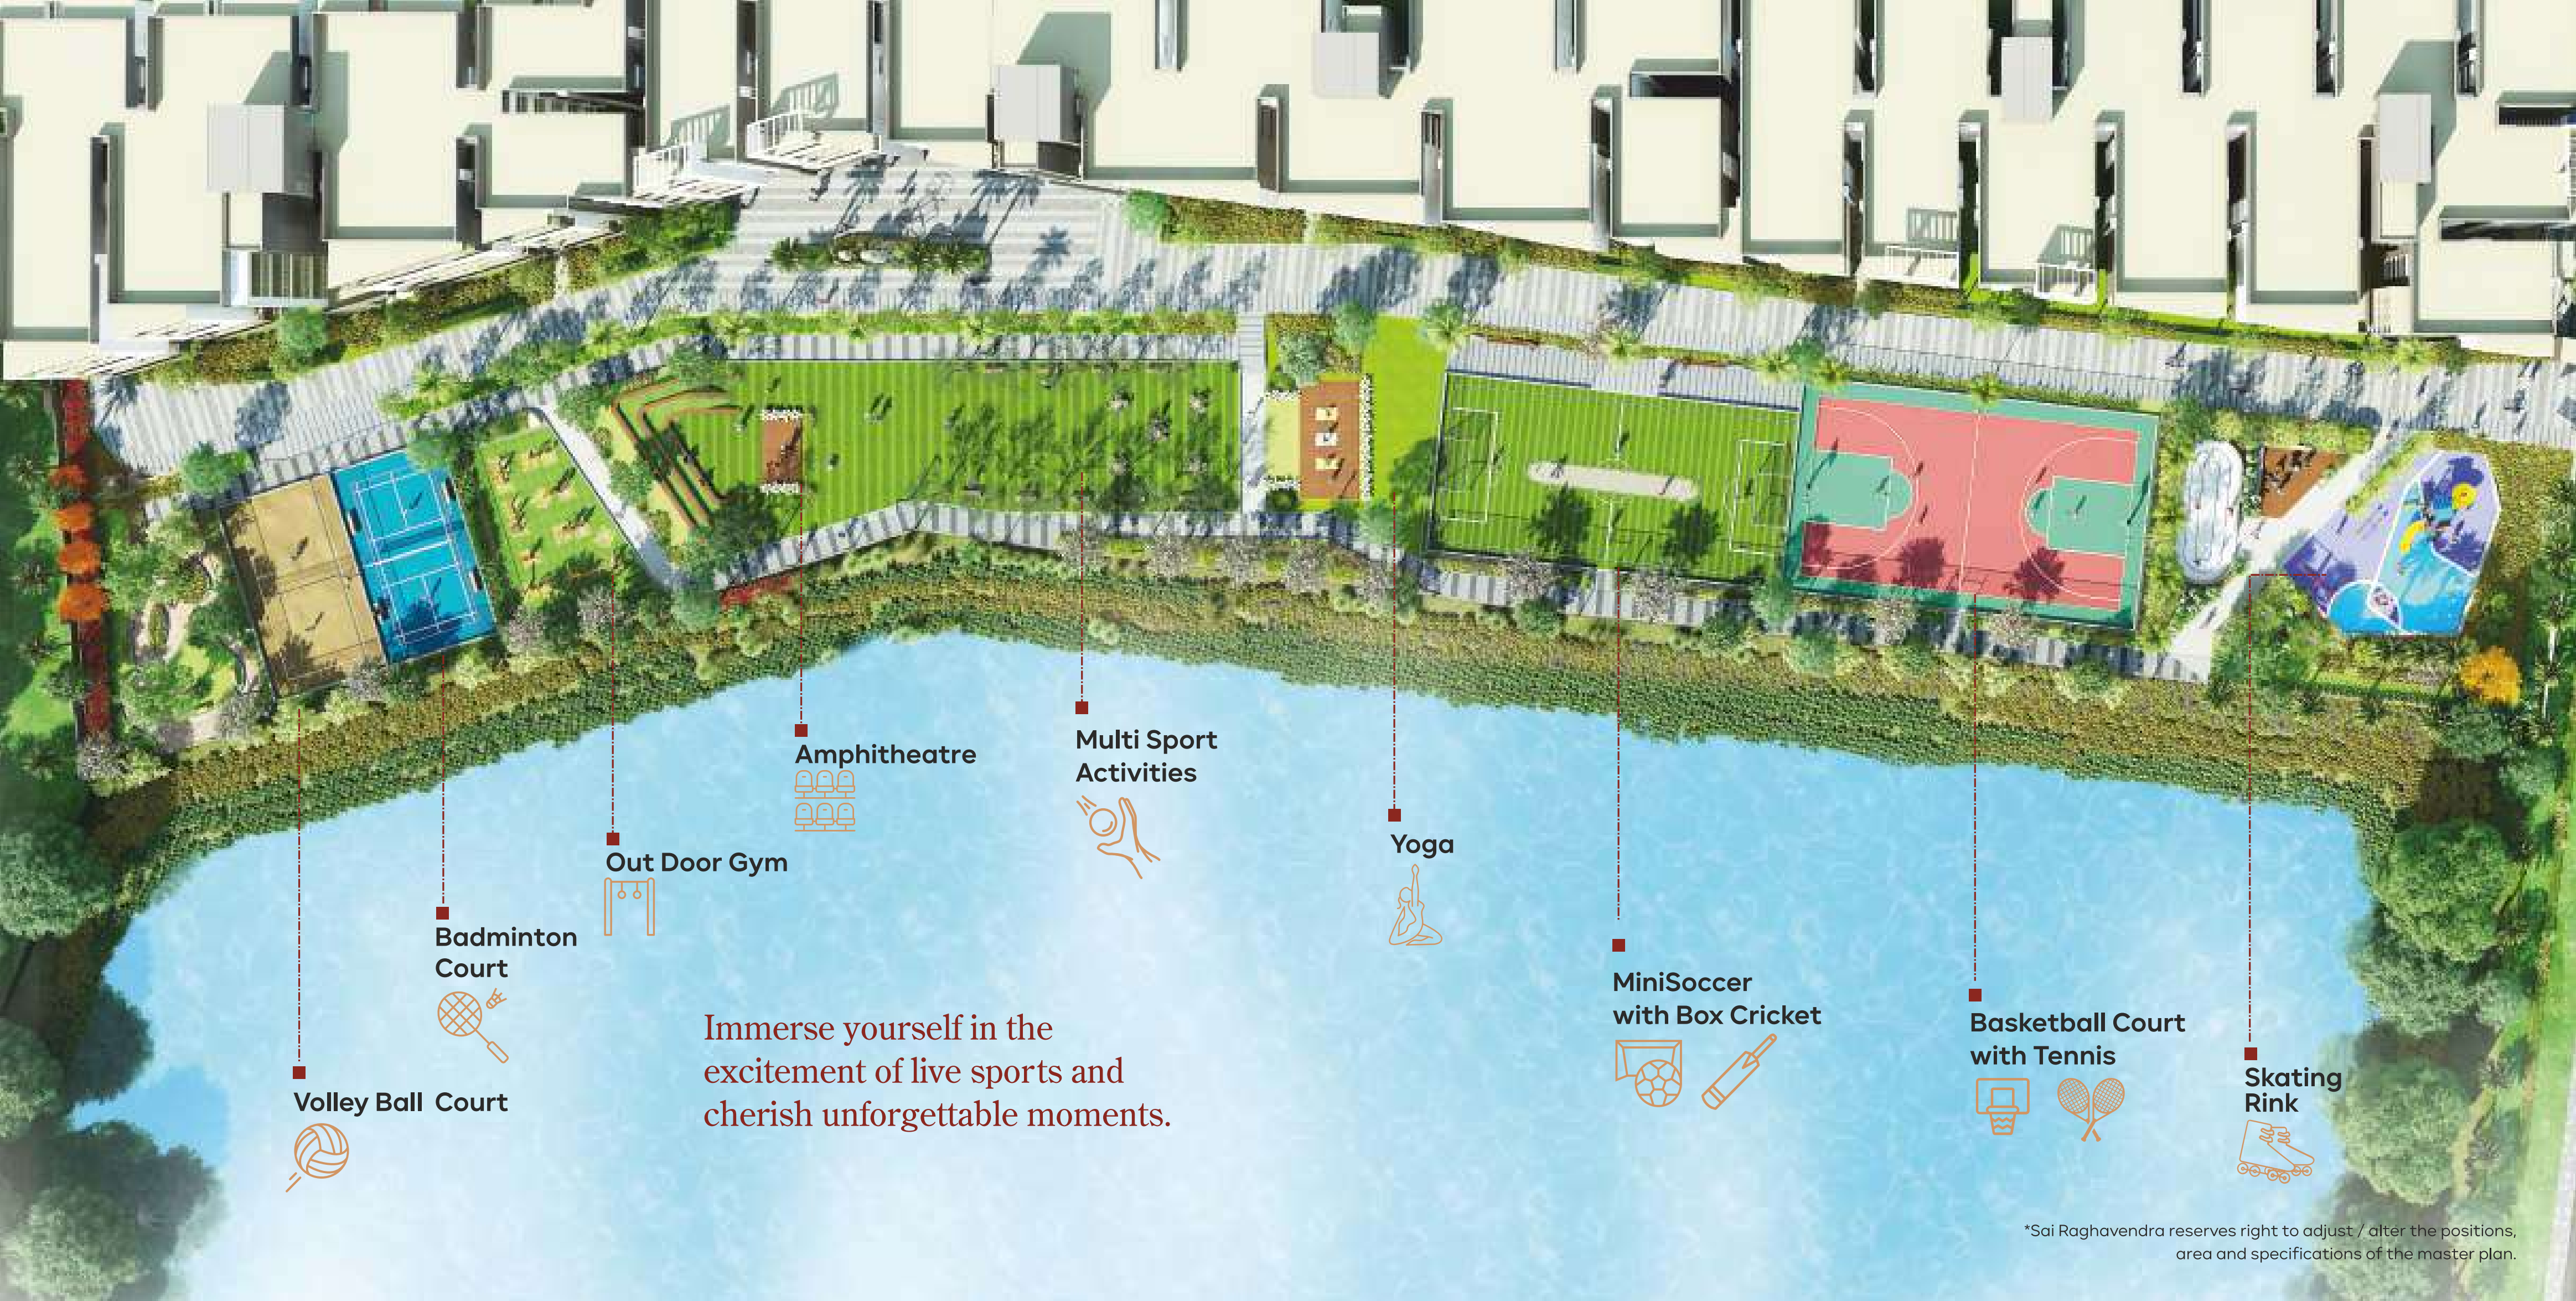 Amphitheatre
Multi Sport
Activities
Yoga
Out Door Gym
Badminton
Court
Volley Ball Court
Immerse yourself in the
excitement of live sports and
cherish unforgettable moments.
MiniSoccer
with Box Cricket
Basketball Court
with Tennis
Skating
Rink
*Sai Raghavendra reserves right to adjust / alter the positions,
area and specifications of the master plan.